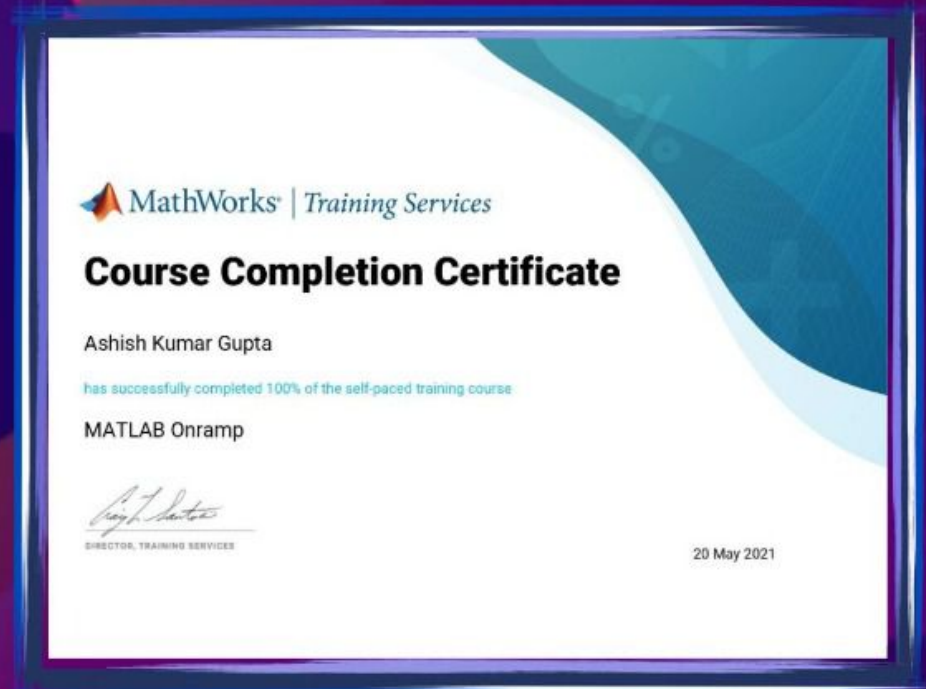 MathWorks® | Training Services
Course Completion Certificate
Ashish Kumar Gupta
has successfully completed 100% of the self-paced training course
MATLAB Onramp
DIRECTOR, TRAINING SERVICES
20 May 2021